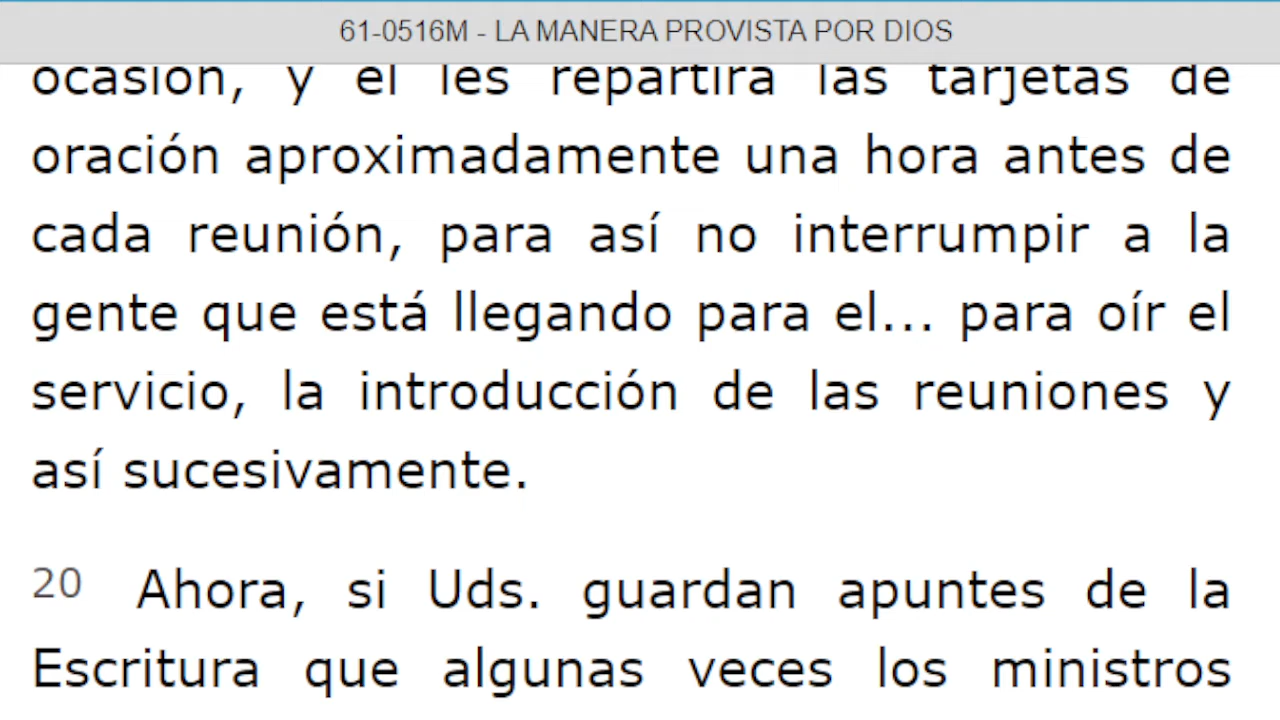 61-0516M - LA MANERA PROVISTA POR DIOS
ocasión, y él les repartirá las tarjetas de
oración aproximadamente una hora antes de
cada reunión, para así no interrumpir a la
gente que está llegando para el... para oír el
servicio, la introducción de las reuniones y
así sucesivamente.
20 Ahora, si Uds. guardan apuntes de la
Escritura que algunas veces los ministros